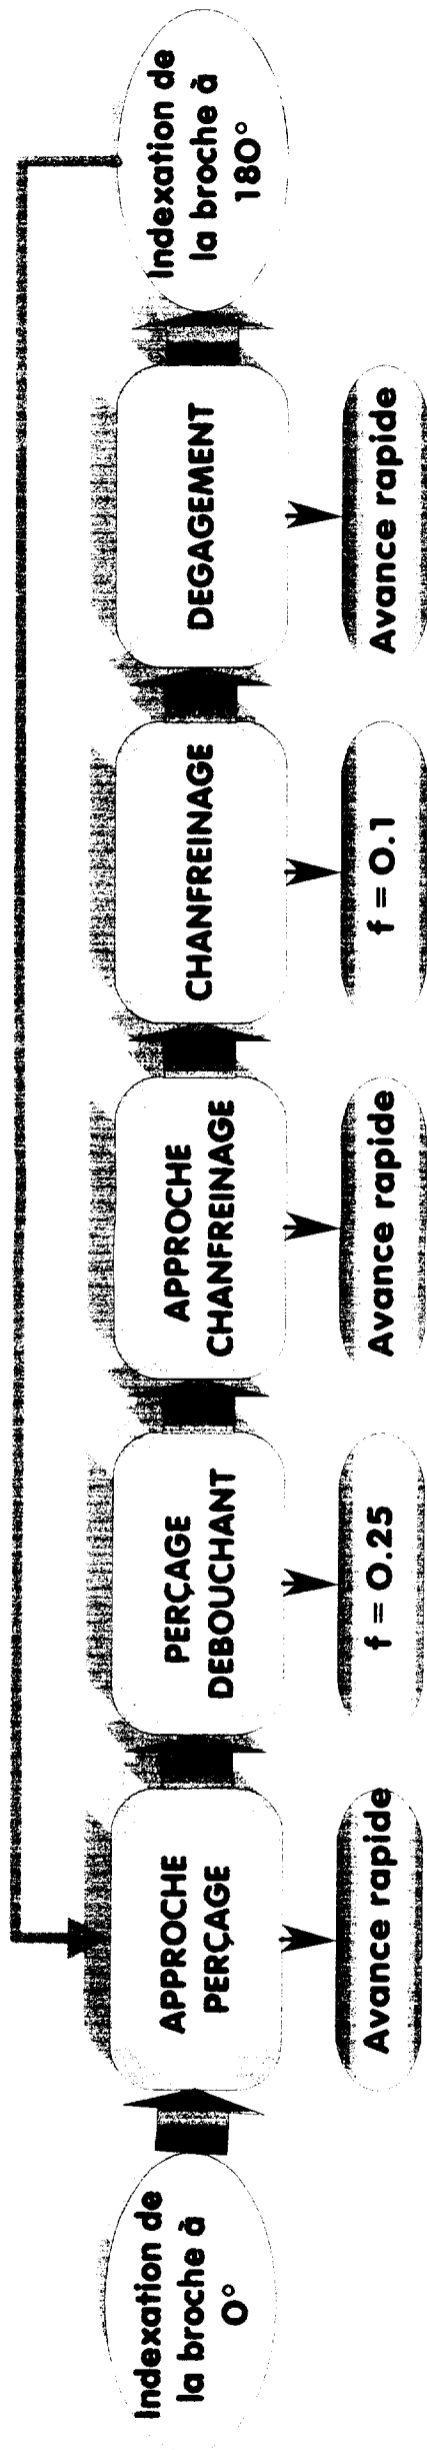 Indexation de
la broche à
0°
APPROCHE
PERÇAGE
Avance rapide
PERÇAGE
DEBOUCHANT
f = 0.25
APPROCHE
CHANFREINAGE
Avance rapide
CHANFREINAGE
f = 0.1
DEGAGEMENT
Avance rapide
Indexation de
la broche à
180°